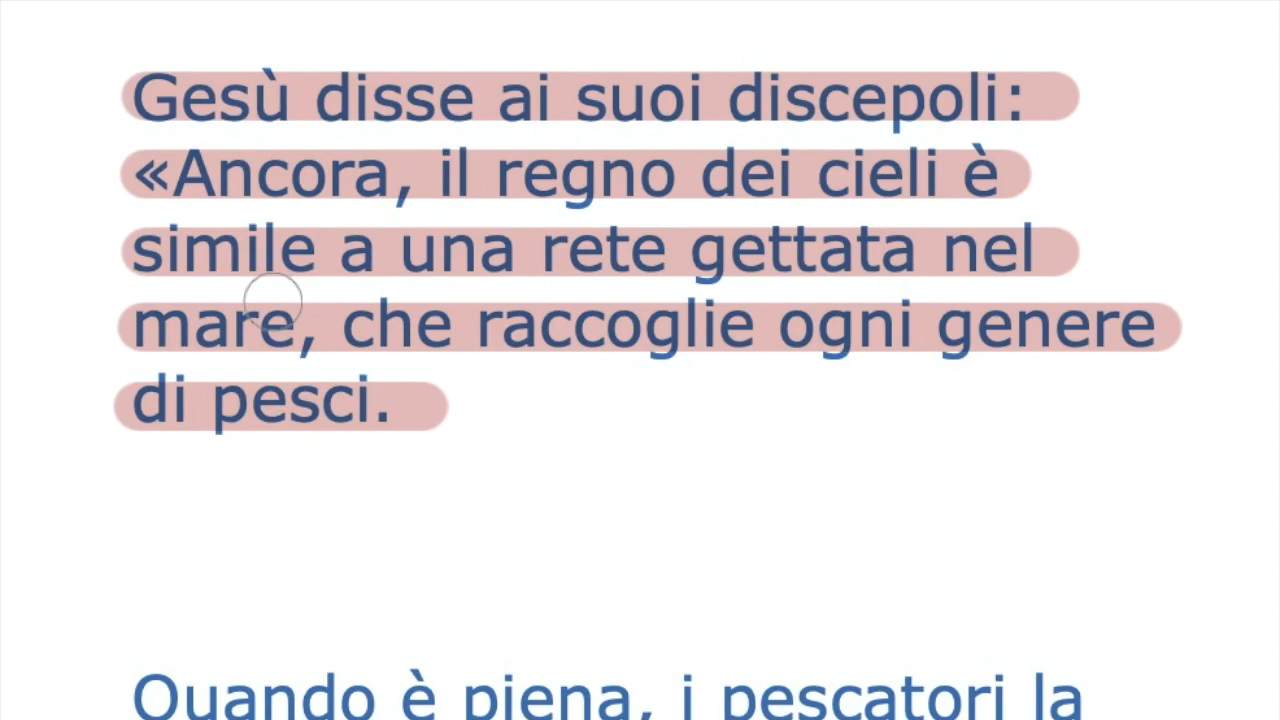 Gesù disse ai suoi discepoli:
«Ancora, il regno dei cieli è
simile a una rete gettata nel
mare, che raccoglie ogni genere
di pesci.
Quando è piena, i pescatori la